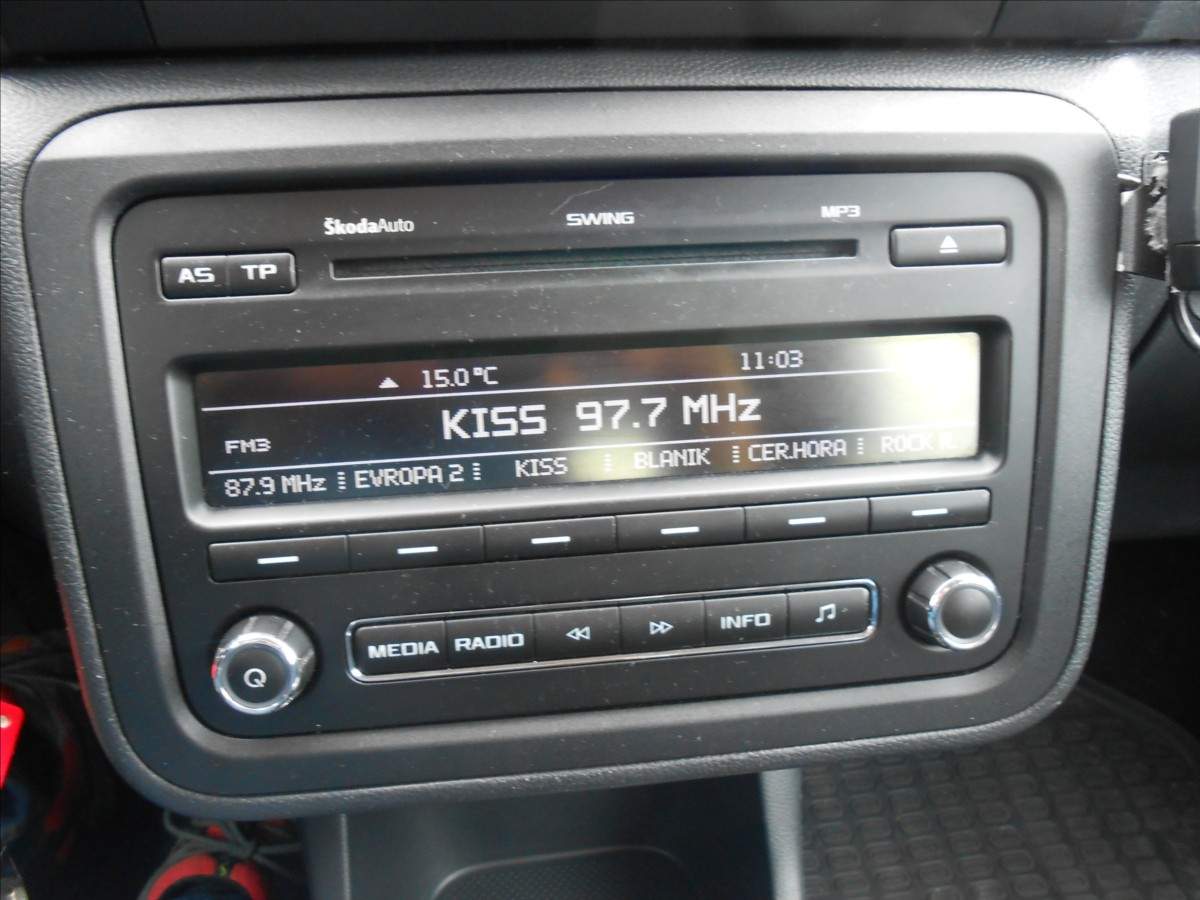 ŠkodaAuto SWING MP3
AS TP
15.0°C 11:03
KISS 97.7 MHz
FM3
87.9 MHz EVROPA 2 KISS BLANIK CER.HORA ROCK
MEDIA RADIO INFO